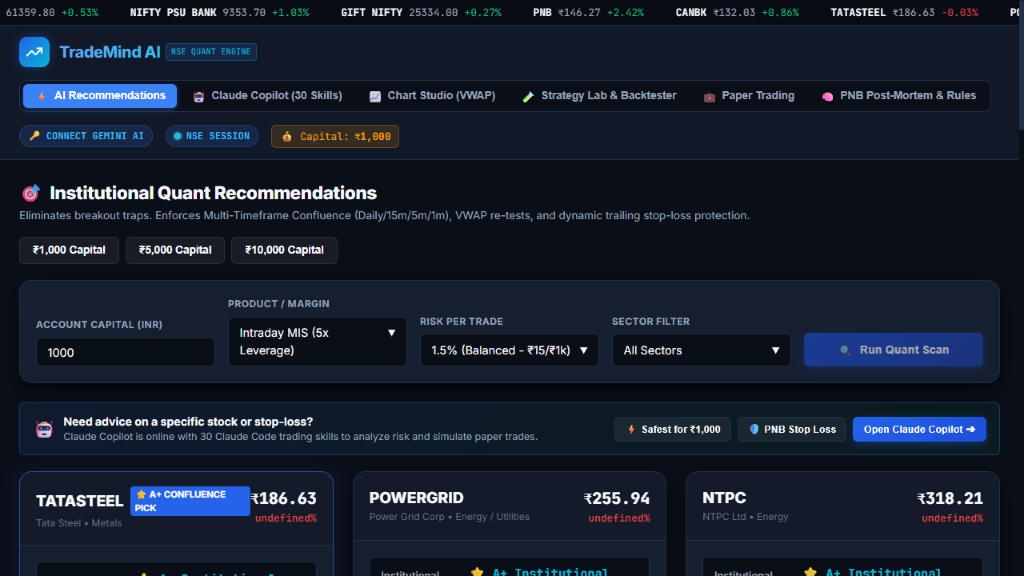 61359.80 +0.53% NIFTY PSU BANK 9353.70 +1.03% GIFT NIFTY 25334.00 +0.27% PNB ₹146.27 +2.42% CANBK ₹132.03 +0.86% TATASTEEL ₹186.63 -0.03%
TradeMind AI NSE QUANT ENGINE
AI Recommendations Claude Copilot (30 Skills) Chart Studio (VWAP) Strategy Lab & Backtester Paper Trading PNB Post-Mortem & Rules
CONNECT GEMINI AI NSE SESSION Capital: ₹1,000
Institutional Quant Recommendations
Eliminates breakout traps. Enforces Multi-Timeframe Confluence (Daily/15m/5m/1m), VWAP re-tests, and dynamic trailing stop-loss protection.
₹1,000 Capital ₹5,000 Capital ₹10,000 Capital
ACCOUNT CAPITAL (INR)
1000
PRODUCT / MARGIN
Intraday MIS (5x
Leverage)
RISK PER TRADE
1.5% (Balanced - ₹15/₹1k)
SECTOR FILTER
All Sectors
Run Quant Scan
Need advice on a specific stock or stop-loss?
Claude Copilot is online with 30 Claude Code trading skills to analyze risk and simulate paper trades.
Safest for ₹1,000 PNB Stop Loss Open Claude Copilot ➔
TATASTEEL
A+ CONFLUENCE
PICK
₹186.63
Tata Steel • Metals
undefined%
POWERGRID
₹255.94
Power Grid Corp • Energy / Utilities
undefined%
Institutional A+ Institutional
NTPC
₹318.21
NTPC Ltd • Energy
undefined%
Institutional A+ Institutional